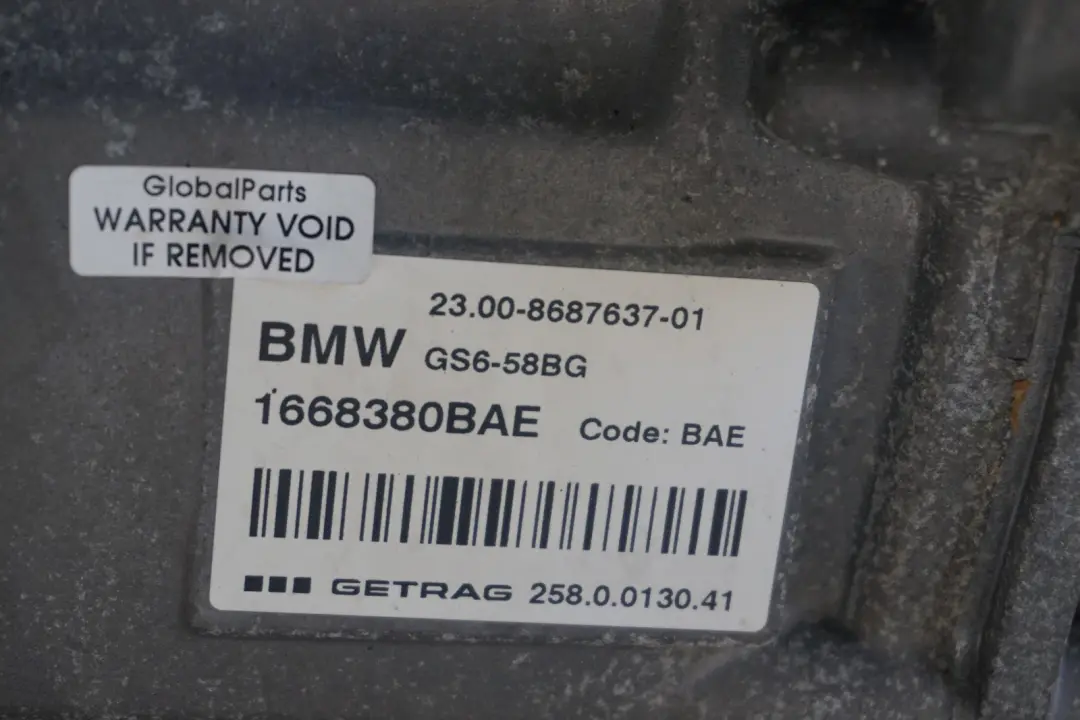 GlobalParts
WARRANTY VOID
IF REMOVED
23.00-8687637-01
BMW GS6-58BG
1668380BAE Code: BAE
GETRAG 258.0.0130.41